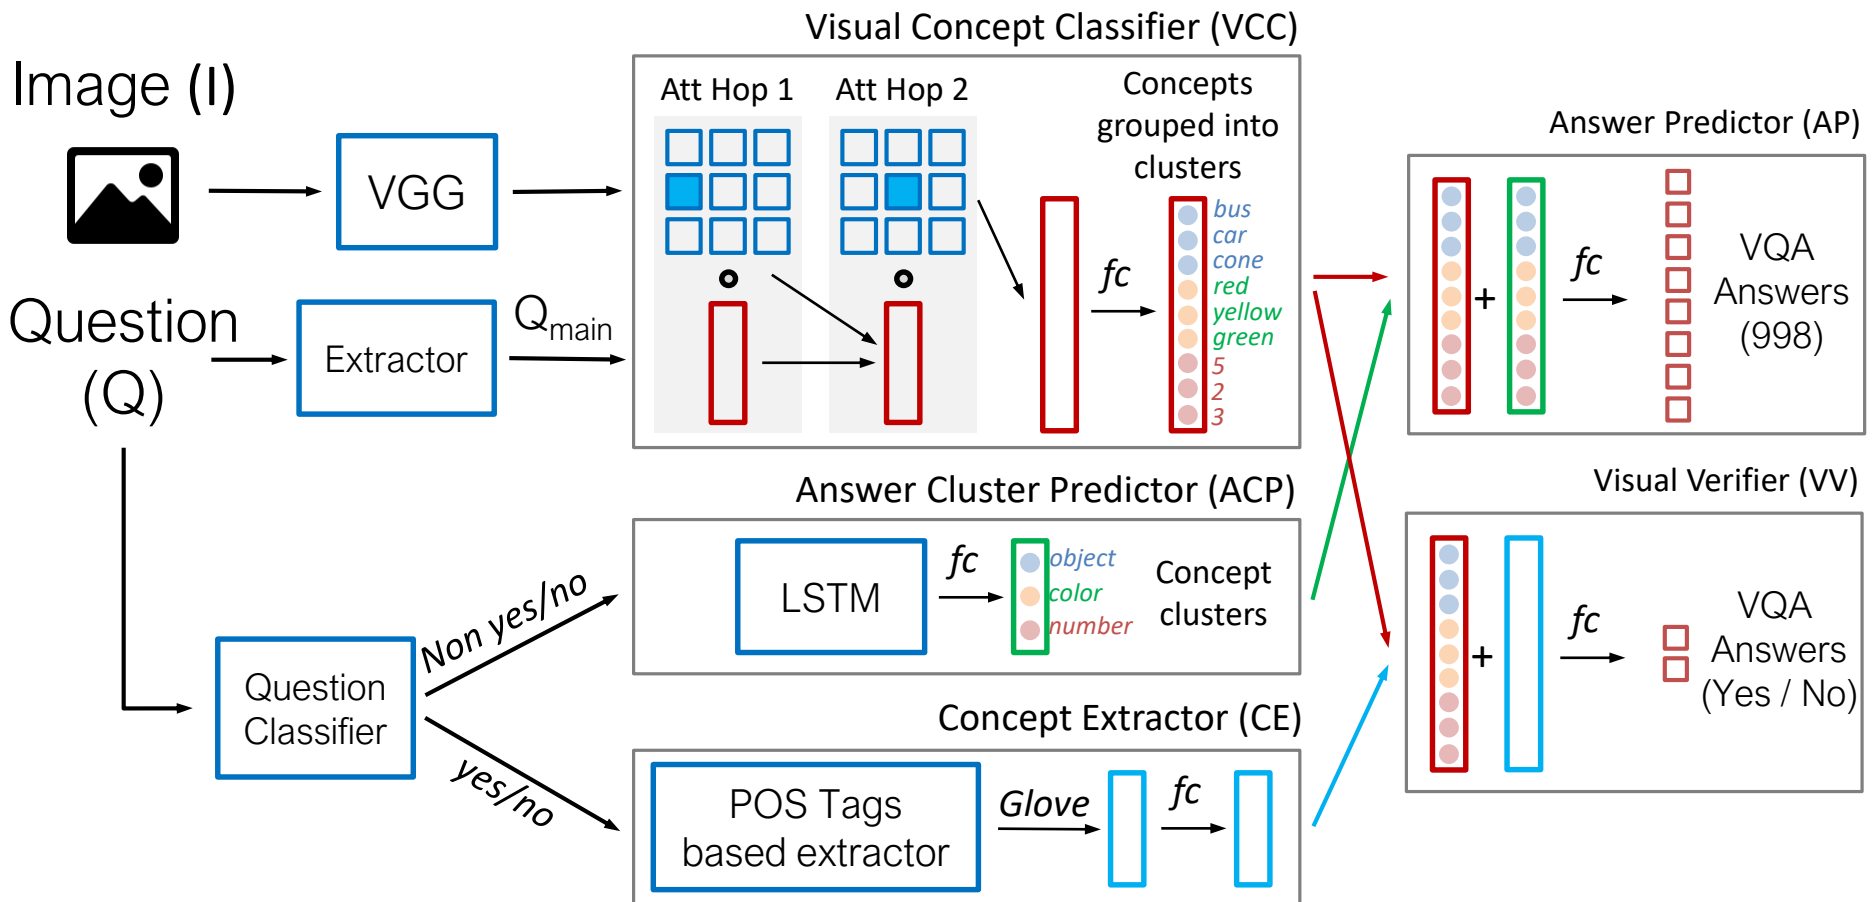 Visual Concept Classifier (VCC)
Image (I)
VGG
Question
(Q)
Extractor
Qmain
Att Hop 1
Att Hop 2
Concepts
grouped into
clusters
fc
bus
car
cone
red
yellow
green
5
2
3
Answer Predictor (AP)
+
fc
VQA
Answers
(998)
Answer Cluster Predictor (ACP)
LSTM
fc
object
color
number
Concept
clusters
Visual Verifier (VV)
+
fc
VQA
Answers
(Yes / No)
Question
Classifier
Non yes/no
yes/no
Concept Extractor (CE)
POS Tags
based extractor
Glove
fc